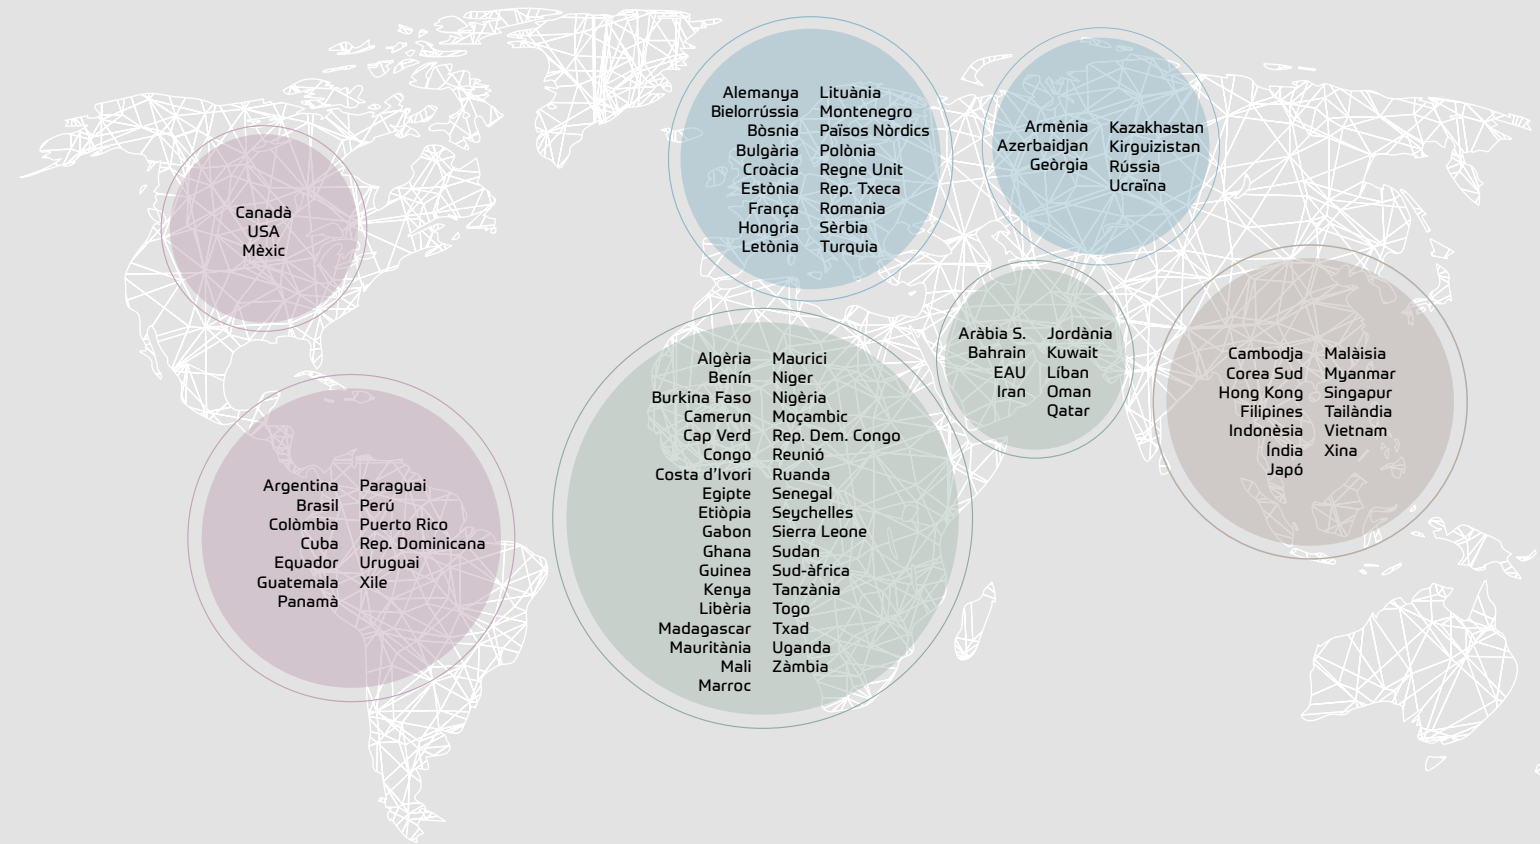 Canadà
USA
Mèxic
Argentina
Brasil
Colòmbia
Cuba
Equador
Guatemala
Panamà
Paraguai
Perú
Puerto Rico
Rep. Dominicana
Uruguai
Xile
Alemanya
Bielorrússia
Bòsnia
Bulgària
Croàcia
Estònia
França
Hongria
Letònia
Lituània
Montenegro
Països Nòrdics
Polònia
Regne Unit
Rep. Txeca
Romania
Sèrbia
Turquia
Algèria
Benín
Burkina Faso
Camerun
Cap Verd
Congo
Costa d'Ivori
Egipte
Etiòpia
Gabon
Ghana
Guinea
Kenya
Libèria
Madagascar
Mauritània
Mali
Marroc
Maurici
Niger
Nigèria
Moçambic
Rep. Dem. Congo
Reunió
Ruanda
Senegal
Seychelles
Sierra Leone
Sudan
Sud-àfrica
Tanzània
Togo
Txad
Uganda
Zàmbia
Armènia
Azerbaidjan
Geòrgia
Kazakhastan
Kirguizistan
Rússia
Ucraïna
Aràbia S.
Bahrain
EAU
Iran
Jordània
Kuwait
Líban
Oman
Qatar
Cambodja
Corea Sud
Hong Kong
Filipines
Indonèsia
Índia
Japó
Malàisia
Myanmar
Singapur
Tailàndia
Vietnam
Xina